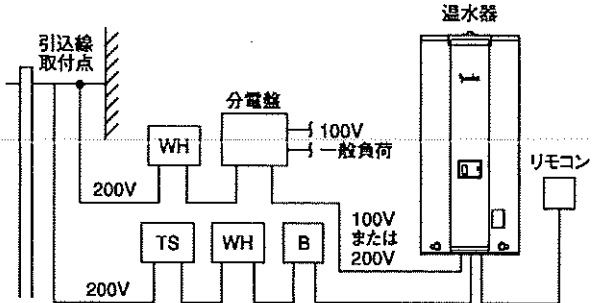 温水器
引込線
取付点
分電盤
100V
一般負荷
WH
リモコン
200V
100V
または
200V
TS
WH
B
200V